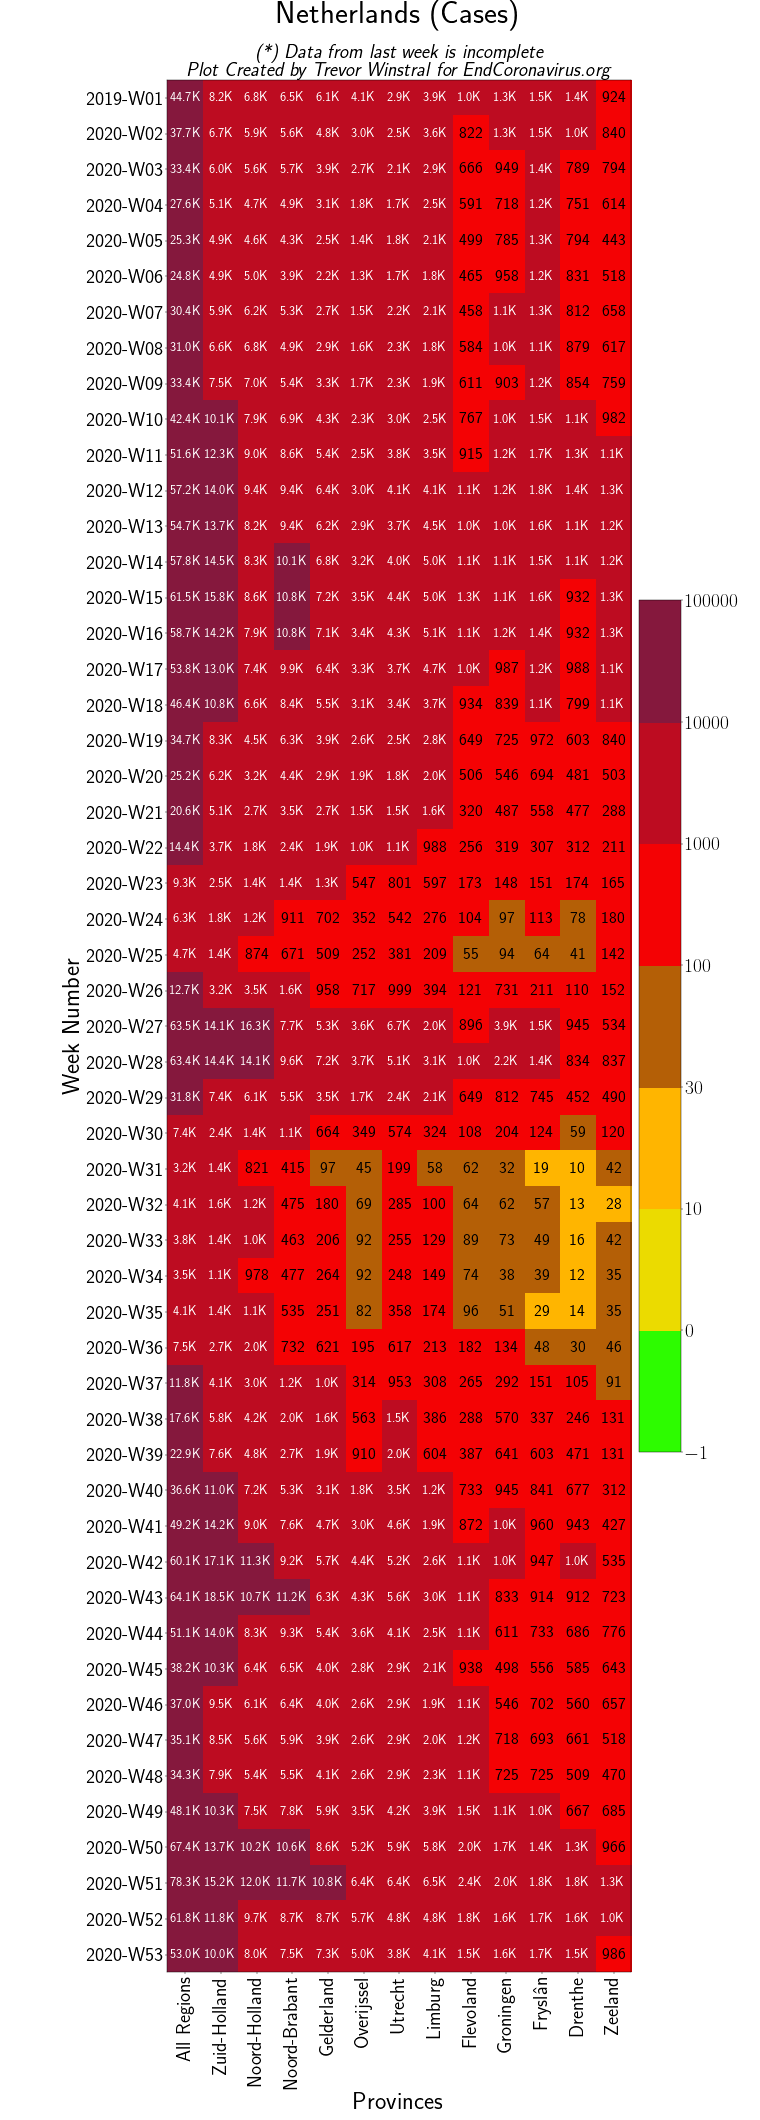 Netherlands (Cases)
(*) Data from last week is incomplete
Plot Created by Trevor Winstral for EndCoronavirus.org
2019-W01 44.7K 8.2K 6.8K 6.5K 6.1K 4.1K 2.9K 3.9K 1.0K 1.3K 1.5K 1.4K 924
2020-W02 37.7K 6.7K 5.9K 5.6K 4.8K 3.0K 2.5K 3.6K 822 1.3K 1.5K 1.0K 840
2020-W03 33.4K 6.0K 5.6K 5.7K 3.9K 2.7K 2.1K 2.9K 666 949 1.4K 789 794
2020-W04 27.6K 5.1K 4.7K 4.9K 3.1K 1.8K 1.7K 2.5K 591 718 1.2K 751 614
2020-W05 25.3K 4.9K 4.6K 4.3K 2.5K 1.4K 1.8K 2.1K 499 785 1.3K 794 443
2020-W06 24.8K 4.9K 5.0K 3.9K 2.2K 1.3K 1.7K 1.8K 465 958 1.2K 831 518
2020-W07 30.4K 5.9K 6.2K 5.3K 2.7K 1.5K 2.2K 2.1K 458 1.1K 1.3K 812 658
2020-W08 31.0K 6.6K 6.8K 4.9K 2.9K 1.6K 2.3K 1.8K 584 1.0K 1.1K 879 617
2020-W09 33.4K 7.5K 7.0K 5.4K 3.3K 1.7K 2.3K 1.9K 611 903 1.2K 854 759
2020-W10 42.4K 10.1K 7.9K 6.9K 4.3K 2.3K 3.0K 2.5K 767 1.0K 1.5K 1.1K 982
2020-W11 51.6K 12.3K 9.0K 8.6K 5.4K 2.5K 3.8K 3.5K 915 1.2K 1.7K 1.3K 1.1K
2020-W12 57.2K 14.0K 9.4K 9.4K 6.4K 3.0K 4.1K 4.1K 1.1K 1.2K 1.8K 1.4K 1.3K
2020-W13 54.7K 13.7K 8.2K 9.4K 6.2K 2.9K 3.7K 4.5K 1.0K 1.0K 1.6K 1.1K 1.2K
2020-W14 57.8K 14.5K 8.3K 10.1K 6.8K 3.2K 4.0K 5.0K 1.1K 1.1K 1.5K 1.1K 1.2K
2020-W15 61.5K 15.8K 8.6K 10.8K 7.2K 3.5K 4.4K 5.0K 1.3K 1.1K 1.6K 932 1.3K
2020-W16 58.7K 14.2K 7.9K 10.8K 7.1K 3.4K 4.3K 5.1K 1.1K 1.2K 1.4K 932 1.3K
2020-W17 53.8K 13.0K 7.4K 9.9K 6.4K 3.3K 3.7K 4.7K 1.0K 987 1.2K 988 1.1K
2020-W18 46.4K 10.8K 6.6K 8.4K 5.5K 3.1K 3.4K 3.7K 934 839 1.1K 799 1.1K
2020-W19 34.7K 8.3K 4.5K 6.3K 3.9K 2.6K 2.5K 2.8K 649 725 972 603 840
2020-W20 25.2K 6.2K 3.2K 4.4K 2.9K 1.9K 1.8K 2.0K 506 546 694 481 503
2020-W21 20.6K 5.1K 2.7K 3.5K 2.7K 1.5K 1.5K 1.6K 320 487 558 477 288
2020-W22 14.4K 3.7K 1.8K 2.4K 1.9K 1.0K 1.1K 988 256 319 307 312 211
2020-W23 9.3K 2.5K 1.4K 1.4K 1.3K 547 801 597 173 148 151 174 165
2020-W24 6.3K 1.8K 1.2K 911 702 352 542 276 104 97 113 78 180
2020-W25 4.7K 1.4K 874 671 509 252 381 209 55 94 64 41 142
2020-W26 12.7K 3.2K 3.5K 1.6K 958 717 999 394 121 731 211 110 152
2020-W27 63.5K 14.1K 16.3K 7.7K 5.3K 3.6K 6.7K 2.0K 896 3.9K 1.5K 945 534
2020-W28 63.4K 14.4K 14.1K 9.6K 7.2K 3.7K 5.1K 3.1K 1.0K 2.2K 1.4K 834 837
2020-W29 31.8K 7.4K 6.1K 5.5K 3.5K 1.7K 2.4K 2.1K 649 812 745 452 490
2020-W30 7.4K 2.4K 1.4K 1.1K 664 349 574 324 108 204 124 59 120
2020-W31 3.2K 1.4K 821 415 97 45 199 58 62 32 19 10 42
2020-W32 4.1K 1.6K 1.2K 475 180 69 285 100 64 62 57 13 28
2020-W33 3.8K 1.4K 1.0K 463 206 92 255 129 89 73 49 16 42
2020-W34 3.5K 1.1K 978 477 264 92 248 149 74 38 39 12 35
2020-W35 4.1K 1.4K 1.1K 535 251 82 358 174 96 51 29 14 35
2020-W36 7.5K 2.7K 2.0K 732 621 195 617 213 182 134 48 30 46
2020-W37 11.8K 4.1K 3.0K 1.2K 1.0K 314 953 308 265 292 151 105 91
2020-W38 17.6K 5.8K 4.2K 2.0K 1.6K 563 1.5K 386 288 570 337 246 131
2020-W39 22.9K 7.6K 4.8K 2.7K 1.9K 910 2.0K 604 387 641 603 471 131
2020-W40 36.6K 11.0K 7.2K 5.3K 3.1K 1.8K 3.5K 1.2K 733 945 841 677 312
2020-W41 49.2K 14.2K 9.0K 7.6K 4.7K 3.0K 4.6K 1.9K 872 1.0K 960 943 427
2020-W42 60.1K 17.1K 11.3K 9.2K 5.7K 4.4K 5.2K 2.6K 1.1K 1.0K 947 1.0K 535
2020-W43 64.1K 18.5K 10.7K 11.2K 6.3K 4.3K 5.6K 3.0K 1.1K 833 914 912 723
2020-W44 51.1K 14.0K 8.3K 9.3K 5.4K 3.6K 4.1K 2.5K 1.1K 611 733 686 776
2020-W45 38.2K 10.3K 6.4K 6.5K 4.0K 2.8K 2.9K 2.1K 938 498 556 585 643
2020-W46 37.0K 9.5K 6.1K 6.4K 4.0K 2.6K 2.9K 1.9K 1.1K 546 702 560 657
2020-W47 35.1K 8.5K 5.6K 5.9K 3.9K 2.6K 2.9K 2.0K 1.2K 718 693 661 518
2020-W48 34.3K 7.9K 5.4K 5.5K 4.1K 2.6K 2.9K 2.3K 1.1K 725 725 509 470
2020-W49 48.1K 10.3K 7.5K 7.8K 5.9K 3.5K 4.2K 3.9K 1.5K 1.1K 1.0K 667 685
2020-W50 67.4K 13.7K 10.2K 10.6K 8.6K 5.2K 5.9K 5.8K 2.0K 1.7K 1.4K 1.3K 966
2020-W51 78.3K 15.2K 12.0K 11.7K 10.8K 6.4K 6.4K 6.5K 2.4K 2.0K 1.8K 1.8K 1.3K
2020-W52 61.8K 11.8K 9.7K 8.7K 8.7K 5.7K 4.8K 4.8K 1.8K 1.6K 1.7K 1.6K 1.0K
2020-W53 53.0K 10.0K 8.0K 7.5K 7.3K 5.0K 3.8K 4.1K 1.5K 1.6K 1.7K 1.5K 986
Week Number
All Regions
Zuid-Holland
Noord-Holland
Noord-Brabant
Gelderland
Overijssel
Utrecht
Limburg
Flevoland
Groningen
Fryslân
Drenthe
Zeeland
Provinces
100000
10000
1000
100
30
10
0
−1